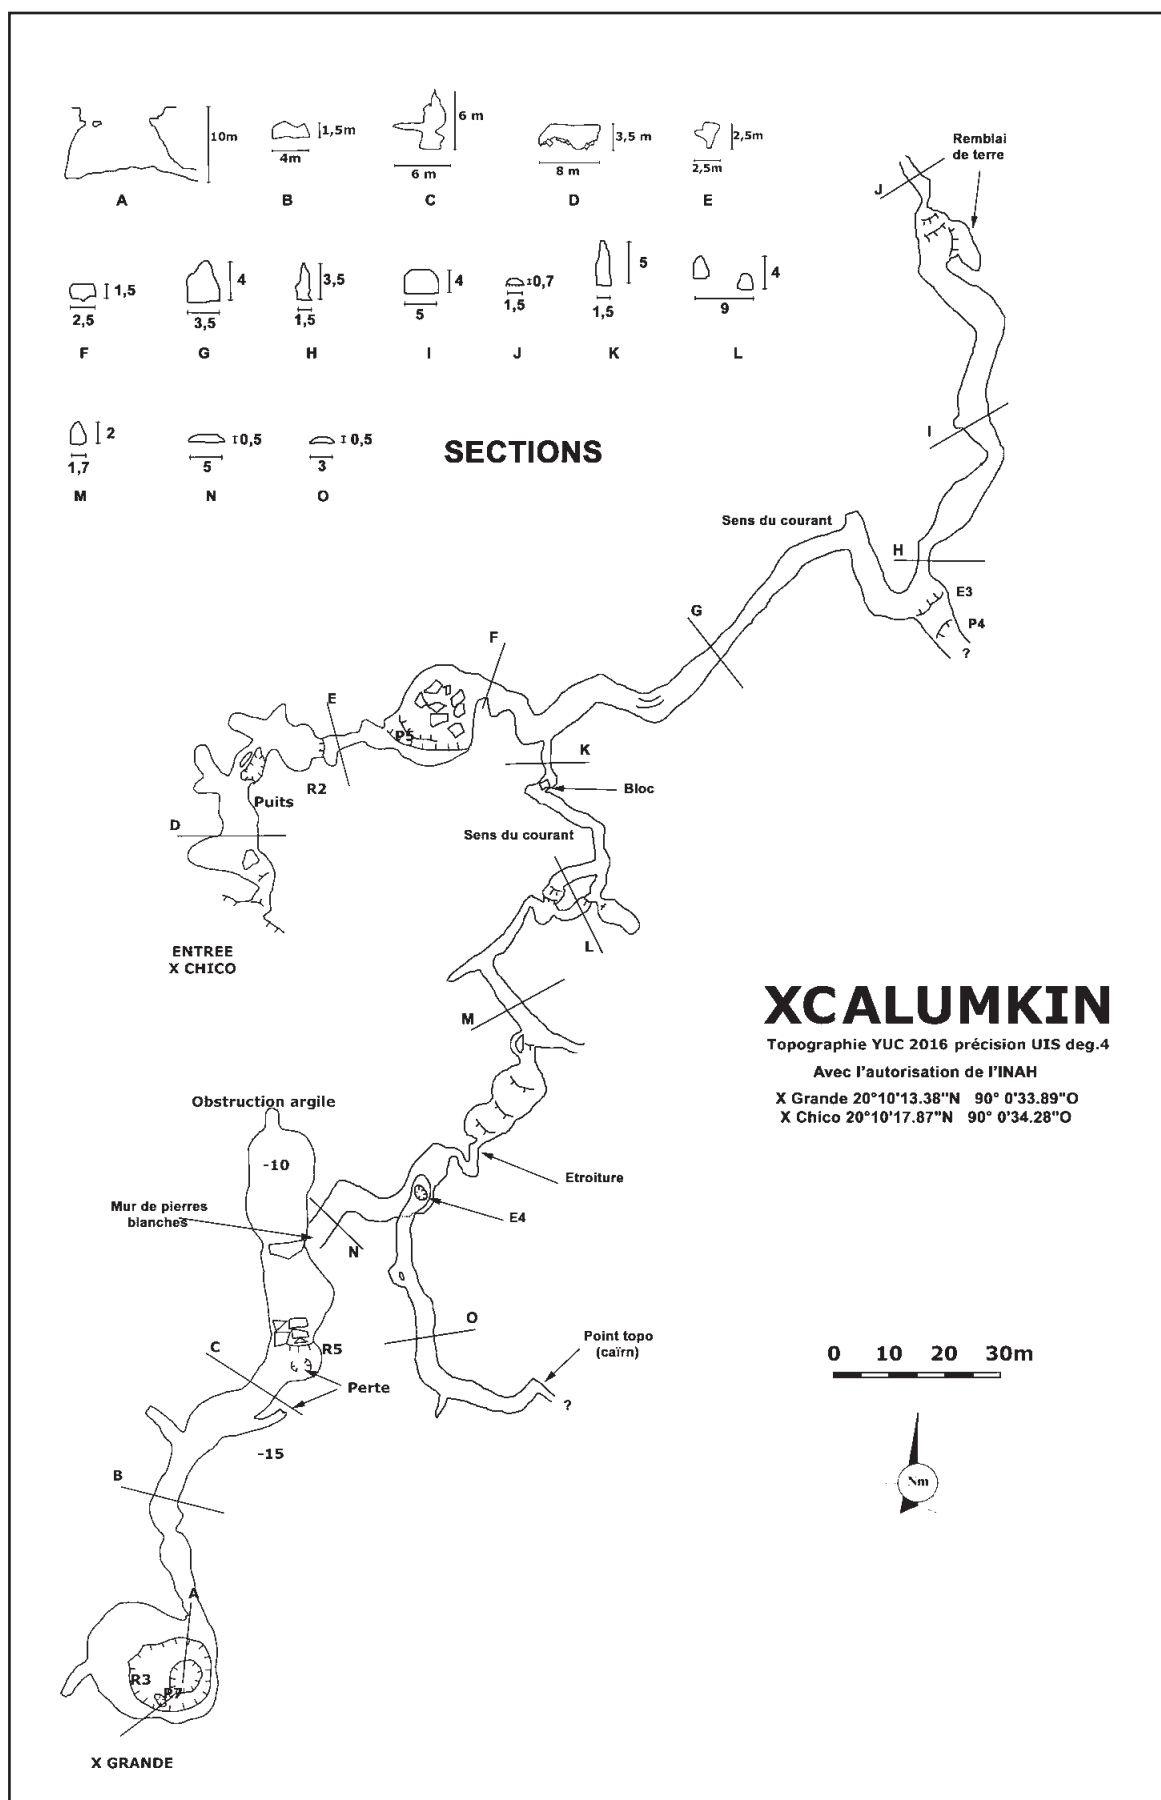 10m
1,5m
4m
6 m
6 m
3,5 m
8 m
2,5m
2,5m
A
B
C
D
E
1,5
2,5
4
3,5
3,5
1,5
4
5
0,7
1,5
5
1,5
4
9
F
G
H
I
J
K
L
2
1,7
0,5
5
0,5
3
M
N
O
SECTIONS
Remblai
de terre
J
I
Sens du courant
H
E3
P4
?
G
F
E
P5
K
R2
Bloc
Puits
D
Sens du courant
L
ENTREE
X CHICO
M
XCALUMKIN
Topographie YUC 2016 précision UIS deg.4
Avec l'autorisation de l'INAH
X Grande 20°10'13.38"N 90° 0'33.89"O
X Chico 20°10'17.87"N 90° 0'34.28"O
Obstruction argile
-10
Etroiture
Mur de pierres
blanches
E4
N
O
Point topo
(caïrn)
?
C
R5
Perte
-15
B
0 10 20 30m
Nm
A
R3
P7
X GRANDE